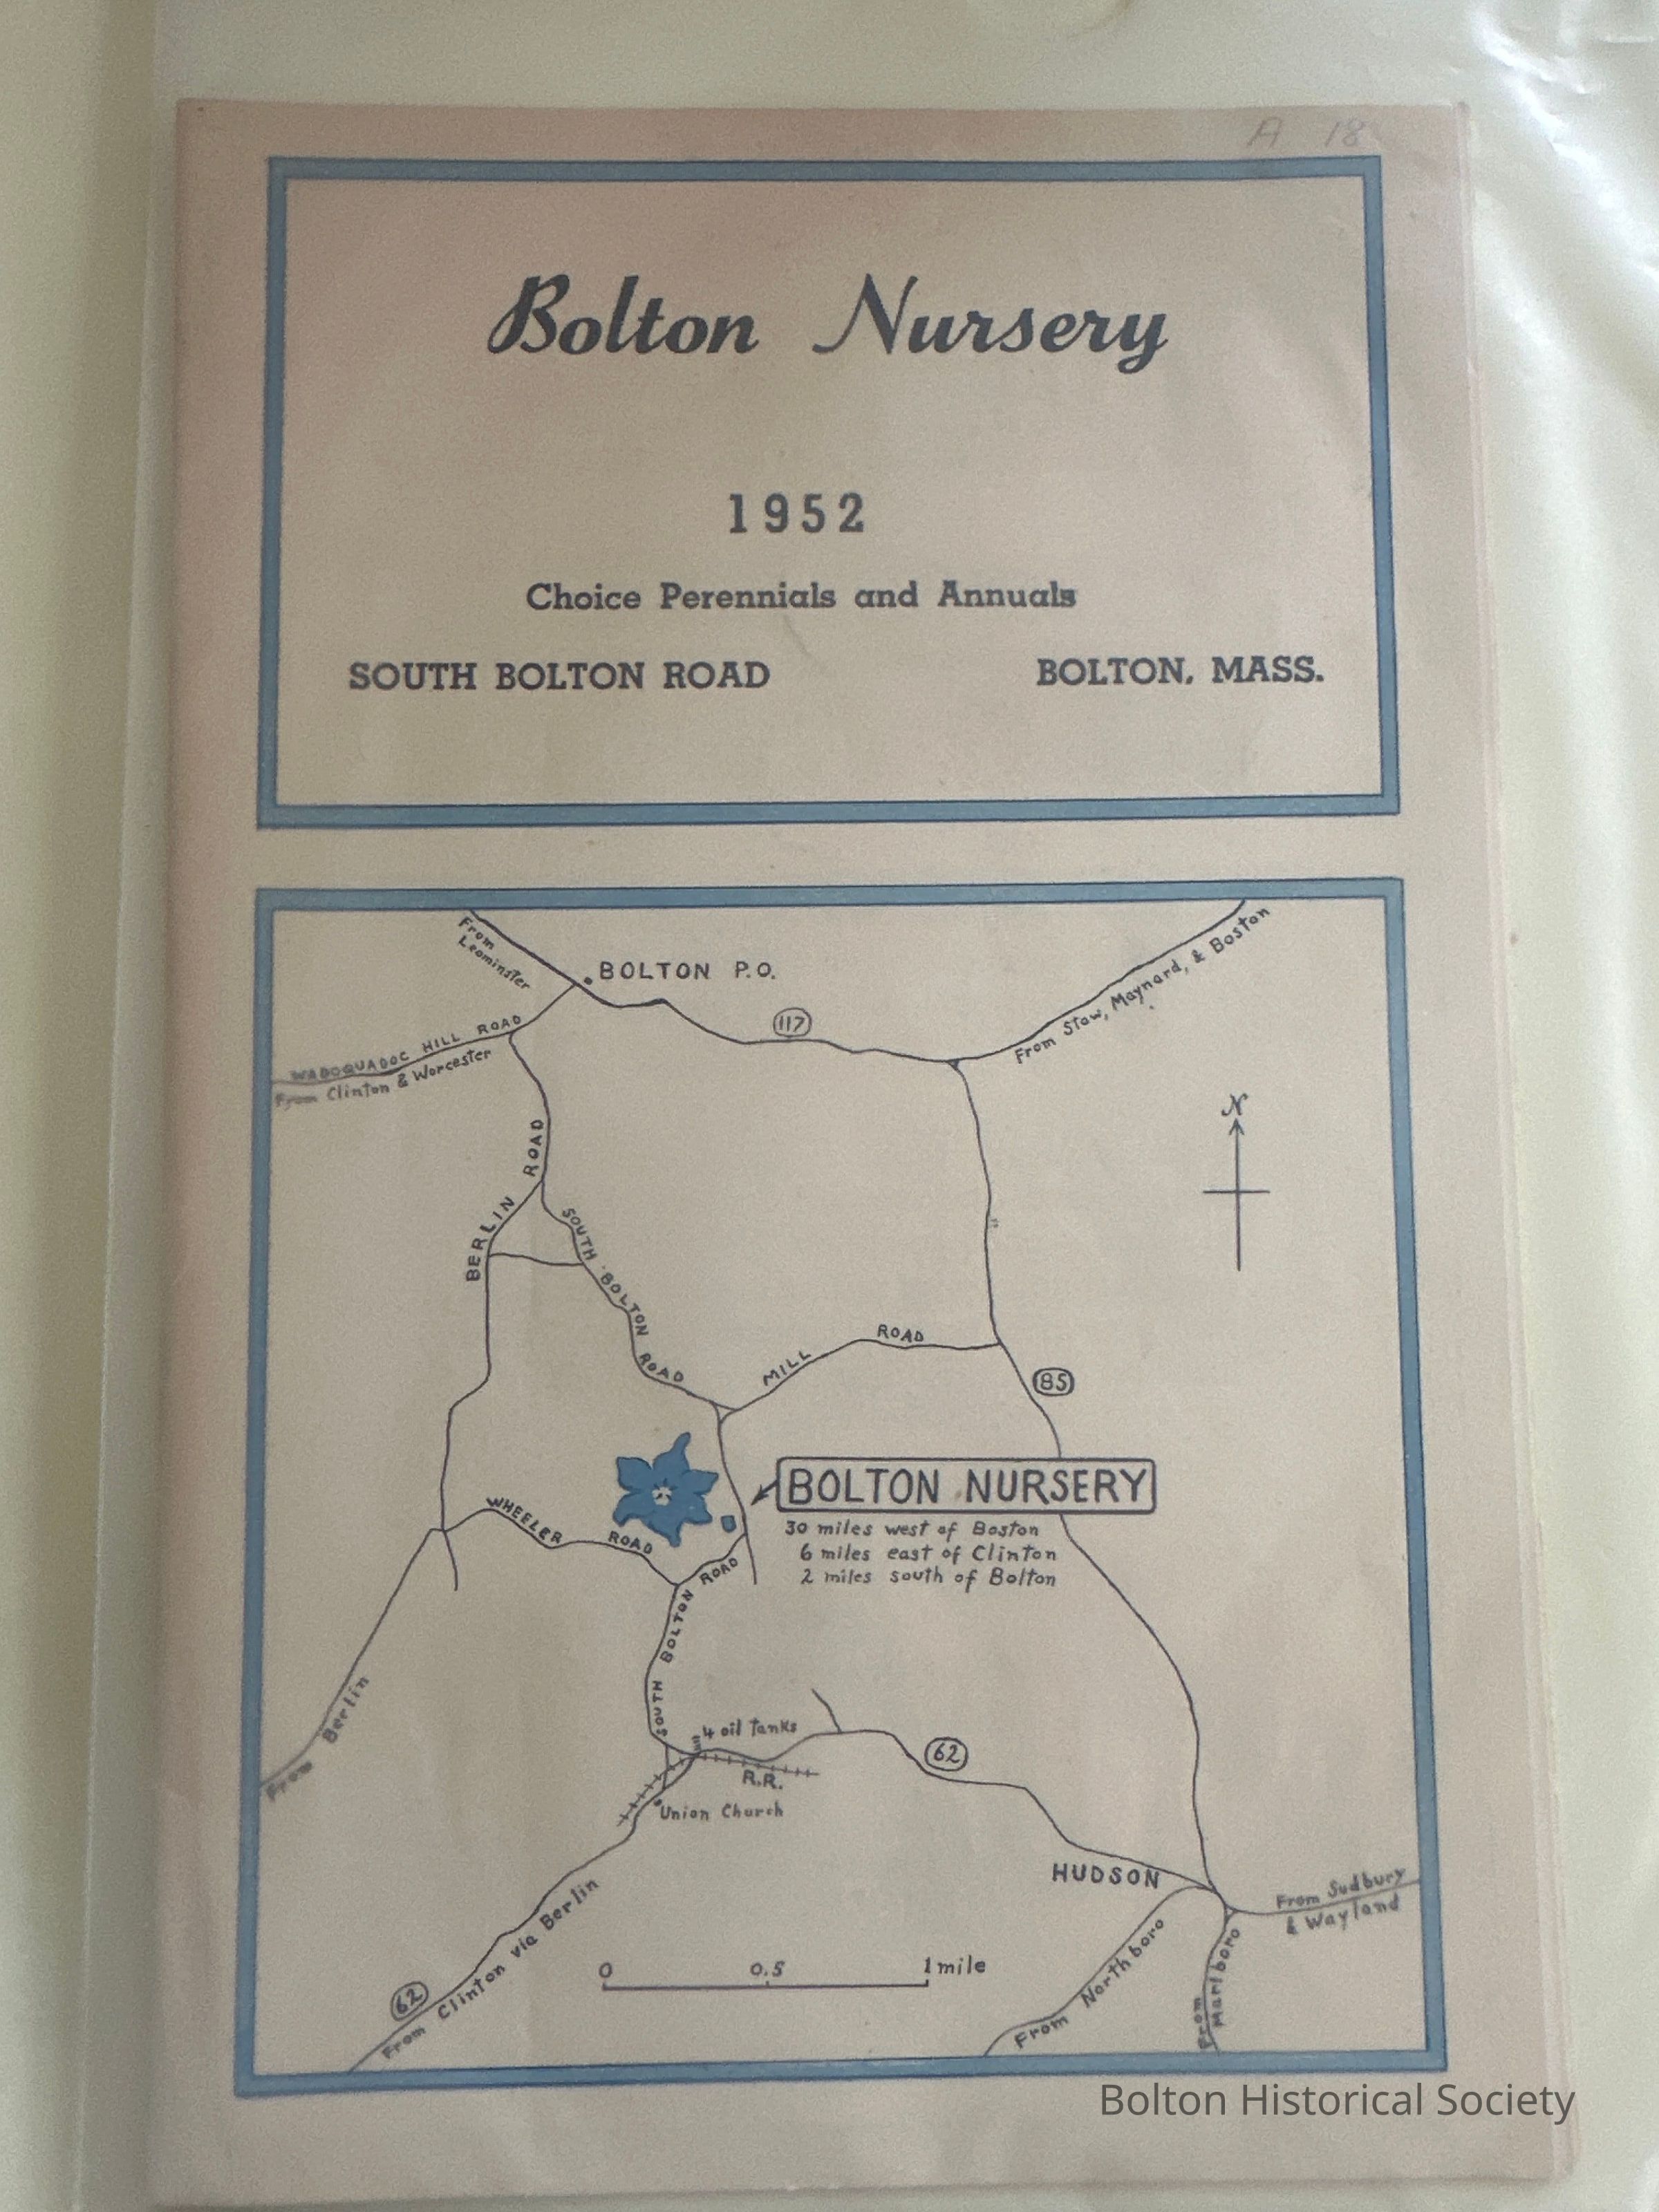 A 18
Bolton Nursery
1952
Choice Perennials and Annuals
SOUTH BOLTON ROAD BOLTON, MASS.
From
Leominster
BOLTON P.O.
117
From Stow, Maynard, & Boston
WADOQUADOC HILL ROAD
From Clinton & Worcester
N
BERLIN ROAD
SOUTH BOLTON ROAD
MILL ROAD
85
BOLTON NURSERY
30 miles west of Boston
6 miles east of Clinton
2 miles south of Bolton
WHEELER ROAD
SOUTH BOLTON ROAD
From Berlin
4 oil Tanks
62
R.R.
Union Church
HUDSON
From Sudbury
& Wayland
From Northboro
From
Marlboro
0 0.5 1 mile
62
From Clinton via Berlin
Bolton Historical Society